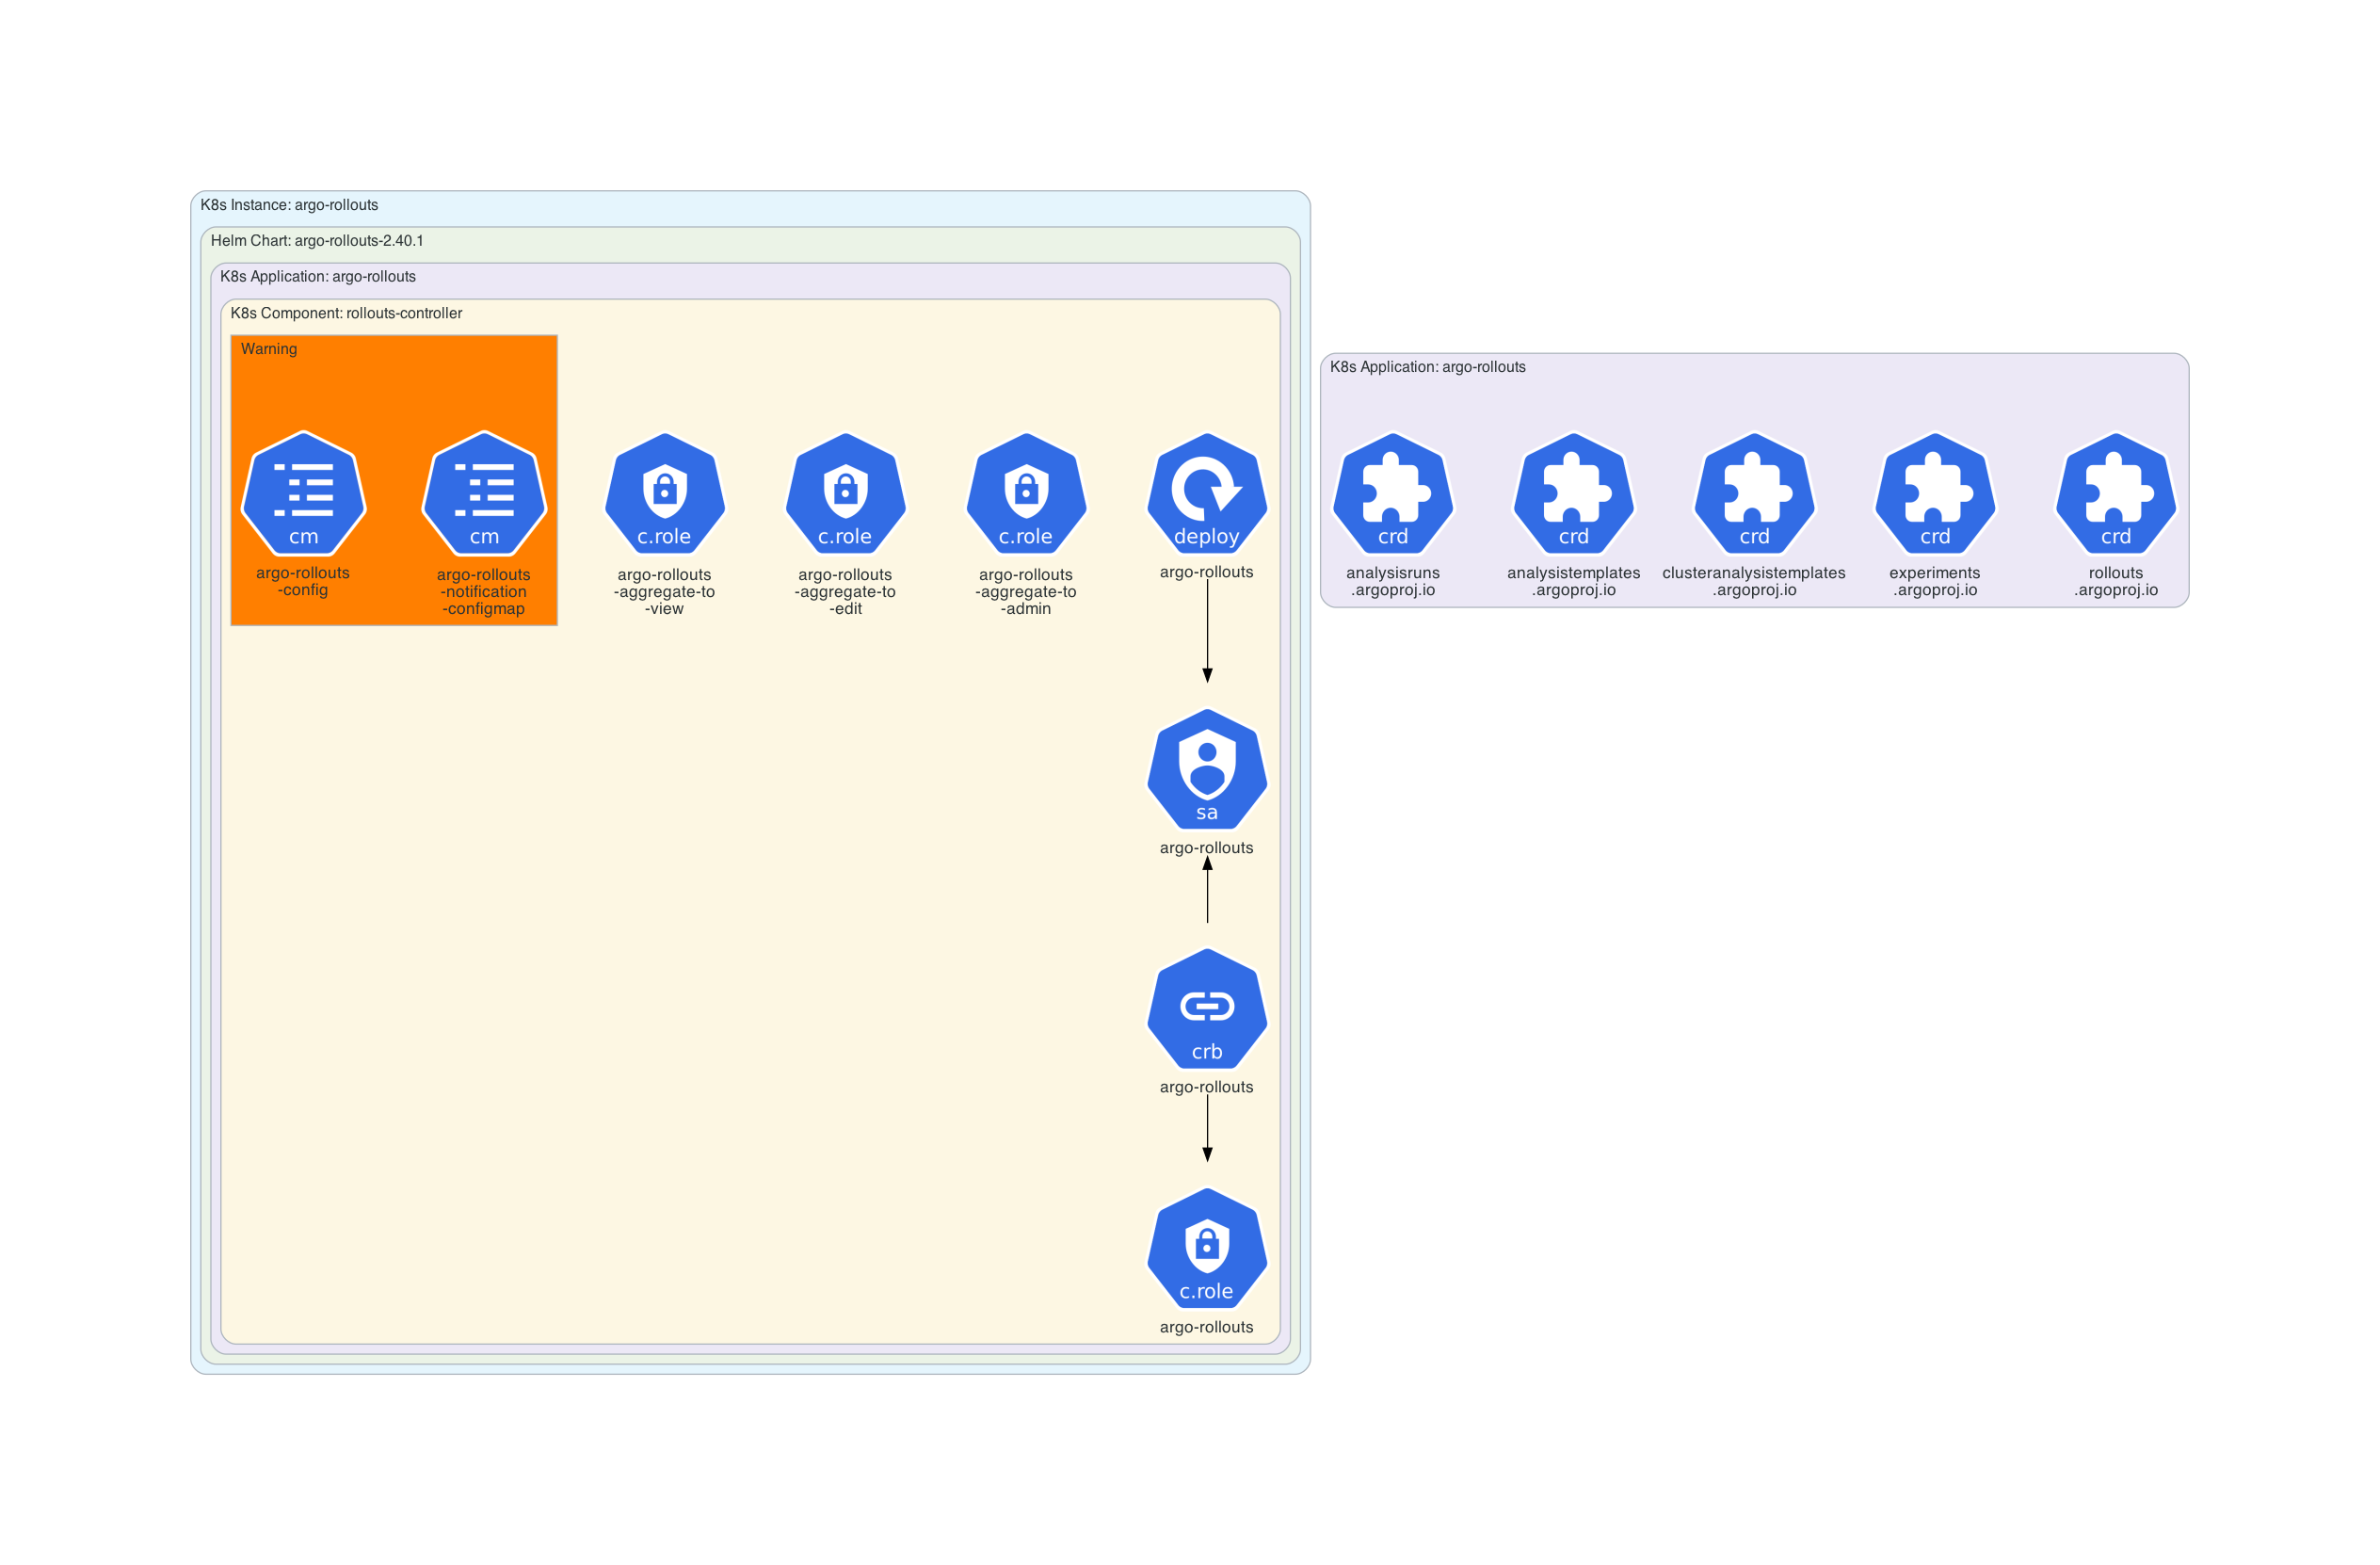 K8s Instance: argo-rollouts
Helm Chart: argo-rollouts-2.40.1
K8s Application: argo-rollouts
K8s Component: rollouts-controller
Warning
cm
argo-rollouts
-config
cm
argo-rollouts
-notification
-configmap
c.role
argo-rollouts
-aggregate-to
-view
c.role
argo-rollouts
-aggregate-to
-edit
c.role
argo-rollouts
-aggregate-to
-admin
deploy
argo-rollouts
sa
argo-rollouts
crb
argo-rollouts
c.role
argo-rollouts
K8s Application: argo-rollouts
crd
analysisruns
.argoproj.io
crd
analysistemplates
.argoproj.io
crd
clusteranalysistemplates
.argoproj.io
crd
experiments
.argoproj.io
crd
rollouts
.argoproj.io